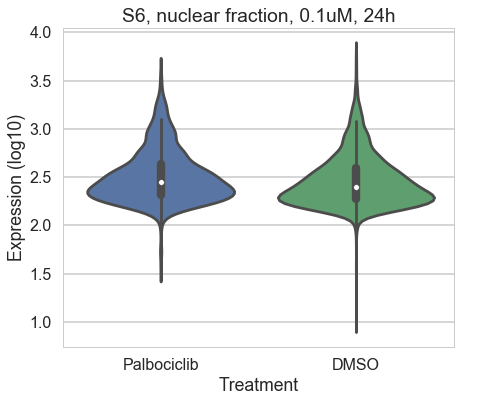 S6, nuclear fraction, 0.1uM, 24h
4.0
3.5
3.0
2.5
2.0
1.5
1.0
Expression (log10)
Palbociclib DMSO
Treatment